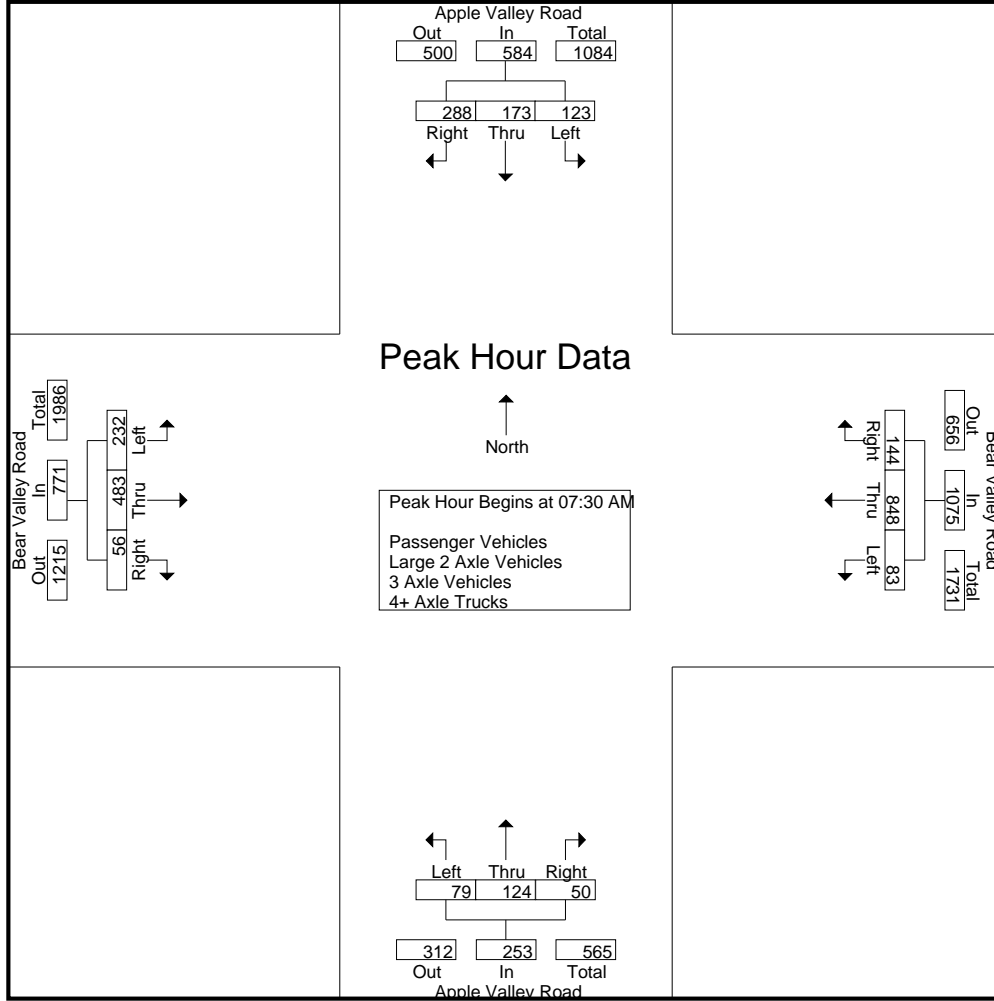 Apple Valley Road
Out In Total
500 584 1084
288 173 123
Right Thru Left
Peak Hour Data
North
Peak Hour Begins at 07:30 AM
Passenger Vehicles
Large 2 Axle Vehicles
3 Axle Vehicles
4+ Axle Trucks
Bear Valley Road
Out In Total
1215 771 1986
56 483 232
Right Thru Left
Bear Valley Road
Out In Total
656 1075 1731
144 848 83
Right Thru Left
Left Thru Right
79 124 50
312 253 565
Out In Total
Apple Valley Road